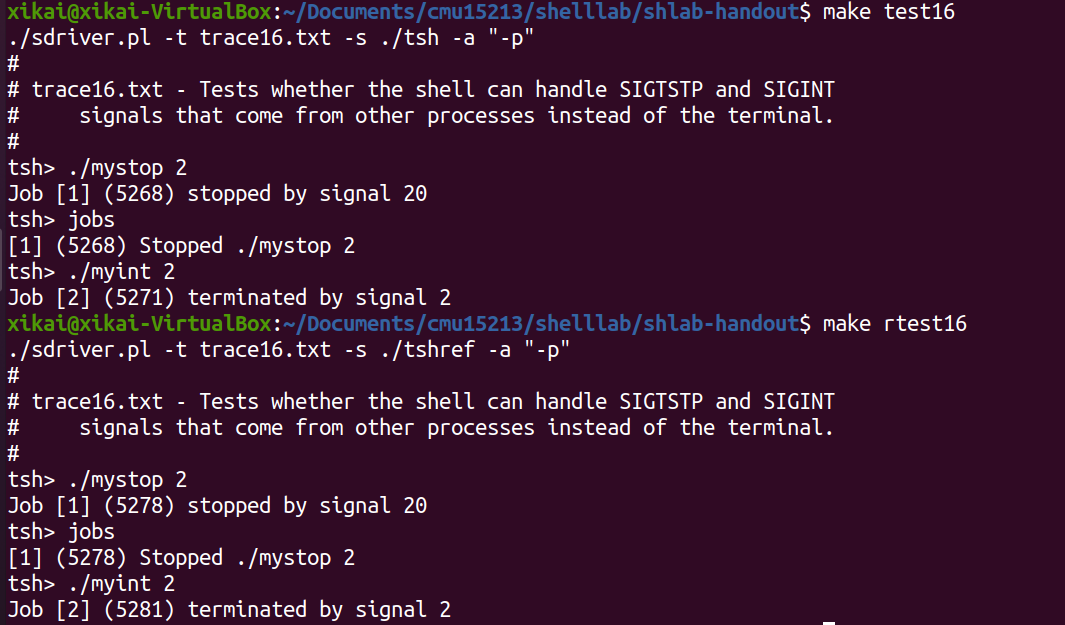 xikai@xikai-VirtualBox:~/Documents/cmu15213/shelllab/shlab-handout$ make test16
./sdriver.pl -t trace16.txt -s ./tsh -a "-p"
#
# trace16.txt - Tests whether the shell can handle SIGTSTP and SIGINT
#     signals that come from other processes instead of the terminal.
#
tsh> ./mystop 2
Job [1] (5268) stopped by signal 20
tsh> jobs
[1] (5268) Stopped ./mystop 2
tsh> ./myint 2
Job [2] (5271) terminated by signal 2
xikai@xikai-VirtualBox:~/Documents/cmu15213/shelllab/shlab-handout$ make rtest16
./sdriver.pl -t trace16.txt -s ./tshref -a "-p"
#
# trace16.txt - Tests whether the shell can handle SIGTSTP and SIGINT
#     signals that come from other processes instead of the terminal.
#
tsh> ./mystop 2
Job [1] (5278) stopped by signal 20
tsh> jobs
[1] (5278) Stopped ./mystop 2
tsh> ./myint 2
Job [2] (5281) terminated by signal 2